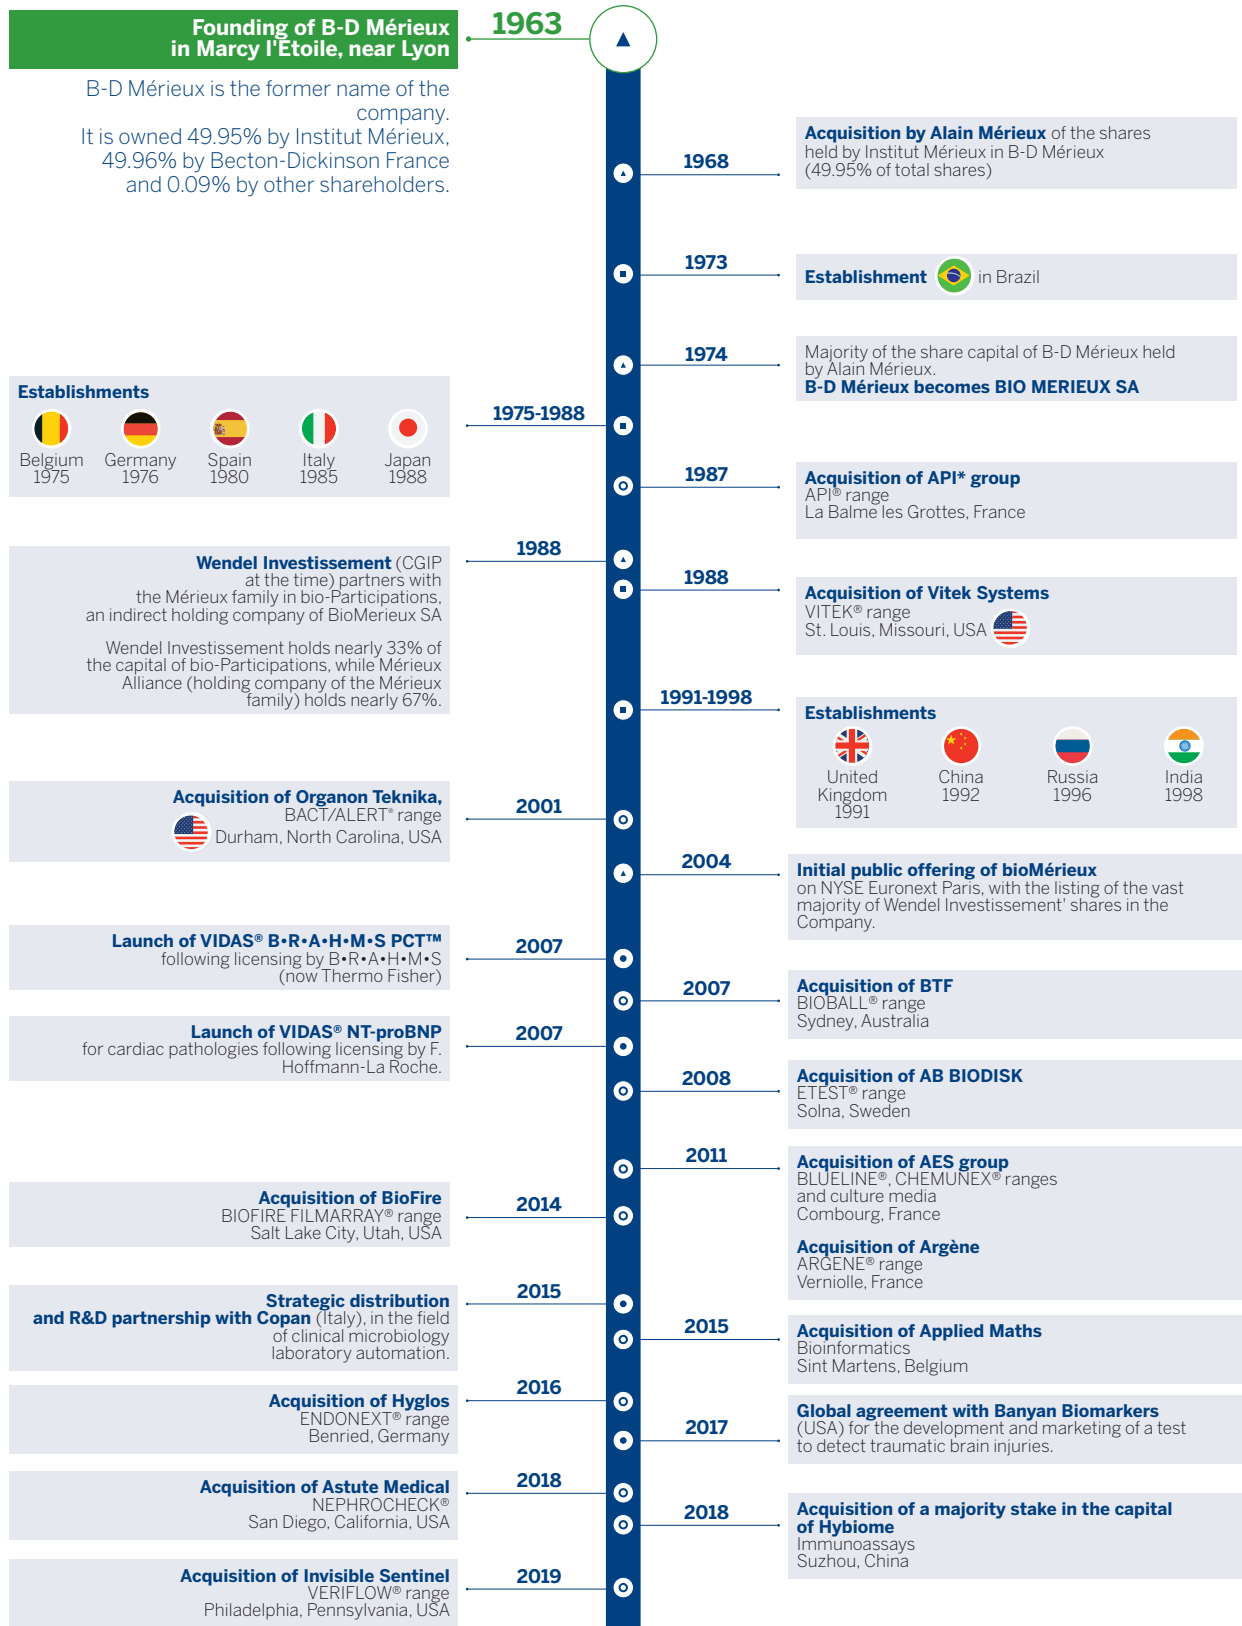 Founding of B-D Mérieux
in Marcy l'Étoile, near Lyon
1963
B-D Mérieux is the former name of the
company.
It is owned 49.95% by Institut Mérieux,
49.96% by Becton-Dickinson France
and 0.09% by other shareholders.
1968
Acquisition by Alain Mérieux of the shares
held by Institut Mérieux in B-D Mérieux
(49.95% of total shares)
1973
Establishment in Brazil
1974
Majority of the share capital of B-D Mérieux held
by Alain Mérieux.
B-D Mérieux becomes BIO MERIEUX SA
1975-1988
Establishments
Belgium Germany Spain Italy Japan
1975 1976 1980 1985 1988
1987
Acquisition of API* group
API® range
La Balme les Grottes, France
1988
Wendel Investissement (CGIP
at the time) partners with
the Mérieux family in bio-Participations,
an indirect holding company of BioMerieux SA
Wendel Investissement holds nearly 33% of
the capital of bio-Participations, while Mérieux
Alliance (holding company of the Mérieux
family) holds nearly 67%.
1988
Acquisition of Vitek Systems
VITEK® range
St. Louis, Missouri, USA
1991-1998
Establishments
United China Russia India
Kingdom 1992 1996 1998
1991
2001
Acquisition of Organon Teknika,
BACT/ALERT® range
Durham, North Carolina, USA
2004
Initial public offering of bioMérieux
on NYSE Euronext Paris, with the listing of the vast
majority of Wendel Investissement' shares in the
Company.
2007
Launch of VIDAS® B•R•A•H•M•S PCT™
following licensing by B•R•A•H•M•S
(now Thermo Fisher)
2007
Acquisition of BTF
BIOBALL® range
Sydney, Australia
2007
Launch of VIDAS® NT-proBNP
for cardiac pathologies following licensing by F.
Hoffmann-La Roche.
2008
Acquisition of AB BIODISK
ETEST® range
Solna, Sweden
2011
Acquisition of AES group
BLUELINE®, CHEMUNEX® ranges
and culture media
Combourg, France
Acquisition of Argène
ARGENE® range
Verniolle, France
2014
Acquisition of BioFire
BIOFIRE FILMARRAY® range
Salt Lake City, Utah, USA
2015
Strategic distribution
and R&D partnership with Copan (Italy), in the field
of clinical microbiology
laboratory automation.
2015
Acquisition of Applied Maths
Bioinformatics
Sint Martens, Belgium
2016
Acquisition of Hyglos
ENDONEXT® range
Benried, Germany
2017
Global agreement with Banyan Biomarkers
(USA) for the development and marketing of a test
to detect traumatic brain injuries.
2018
Acquisition of Astute Medical
NEPHROCHECK®
San Diego, California, USA
2018
Acquisition of a majority stake in the capital
of Hybiome
Immunoassays
Suzhou, China
2019
Acquisition of Invisible Sentinel
VERIFLOW® range
Philadelphia, Pennsylvania, USA